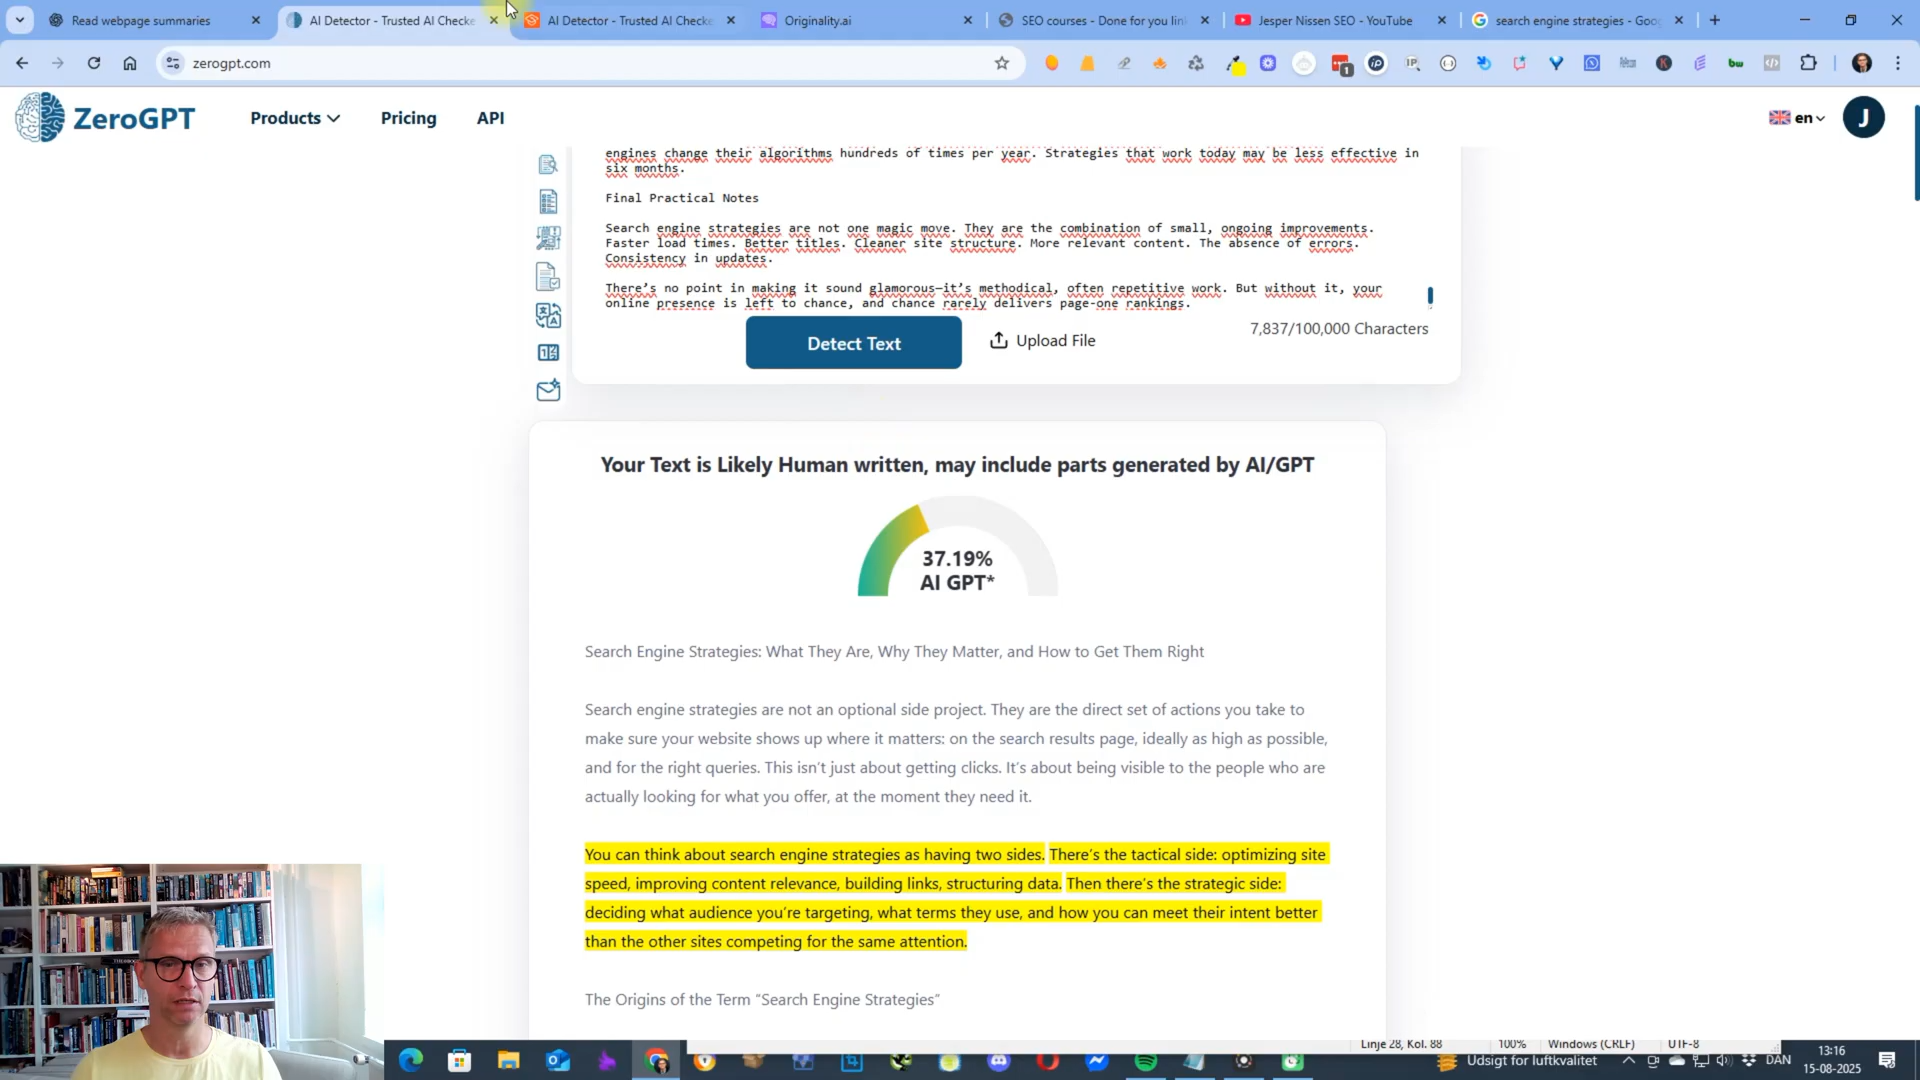 Read webpage summaries
AI Detector - Trusted AI Checke
AI Detector - Trusted AI Checke
Originality.ai
SEO courses - Done for you lin
Jesper Nissen SEO - YouTube
search engine strategies - Goo
zerogpt.com
ZeroGPT
Products
Pricing
API
en
J
engines change their algorithms hundreds of times per year. Strategies that work today may be less effective in
six months.
Final Practical Notes
Search engine strategies are not one magic move. They are the combination of small, ongoing improvements.
Faster load times. Better titles. Cleaner site structure. More relevant content. The absence of errors.
Consistency in updates.
There's no point in making it sound glamorous—it's methodical, often repetitive work. But without it, your
online presence is left to chance, and chance rarely delivers page-one rankings.
Detect Text
Upload File
7,837/100,000 Characters
Your Text is Likely Human written, may include parts generated by AI/GPT
37.19%
AI GPT*
Search Engine Strategies: What They Are, Why They Matter, and How to Get Them Right
Search engine strategies are not an optional side project. They are the direct set of actions you take to
make sure your website shows up where it matters: on the search results page, ideally as high as possible,
and for the right queries. This isn't just about getting clicks. It's about being visible to the people who are
actually looking for what you offer, at the moment they need it.
You can think about search engine strategies as having two sides. There's the tactical side: optimizing site
speed, improving content relevance, building links, structuring data. Then there's the strategic side:
deciding what audience you're targeting, what terms they use, and how you can meet their intent better
than the other sites competing for the same attention.
The Origins of the Term "Search Engine Strategies"
Linje 28, Kol. 88
100%
Windows (CRLF)
UTF-8
Udsigt for luftkvalitet
DAN
13:16
15-08-2025